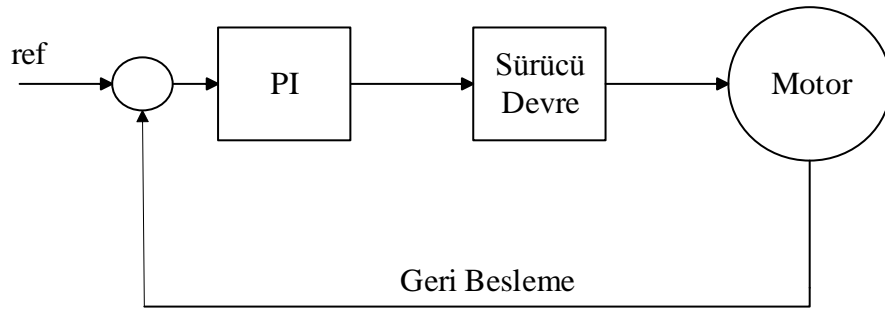 ref
PI
Sürücü
Devre
Motor
Geri Besleme